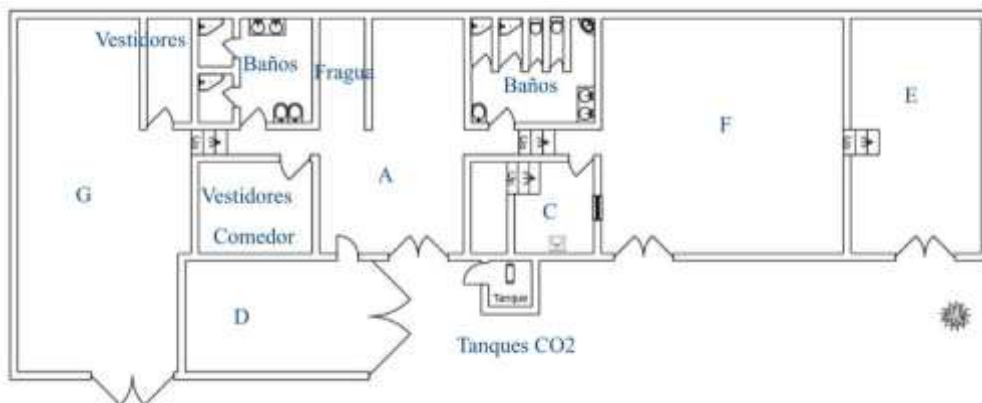 Vestidores
Baños
Fragua
Baños
E
F
G
A
Vestidores
Comedor
C
D
Tanque
Tanques CO2